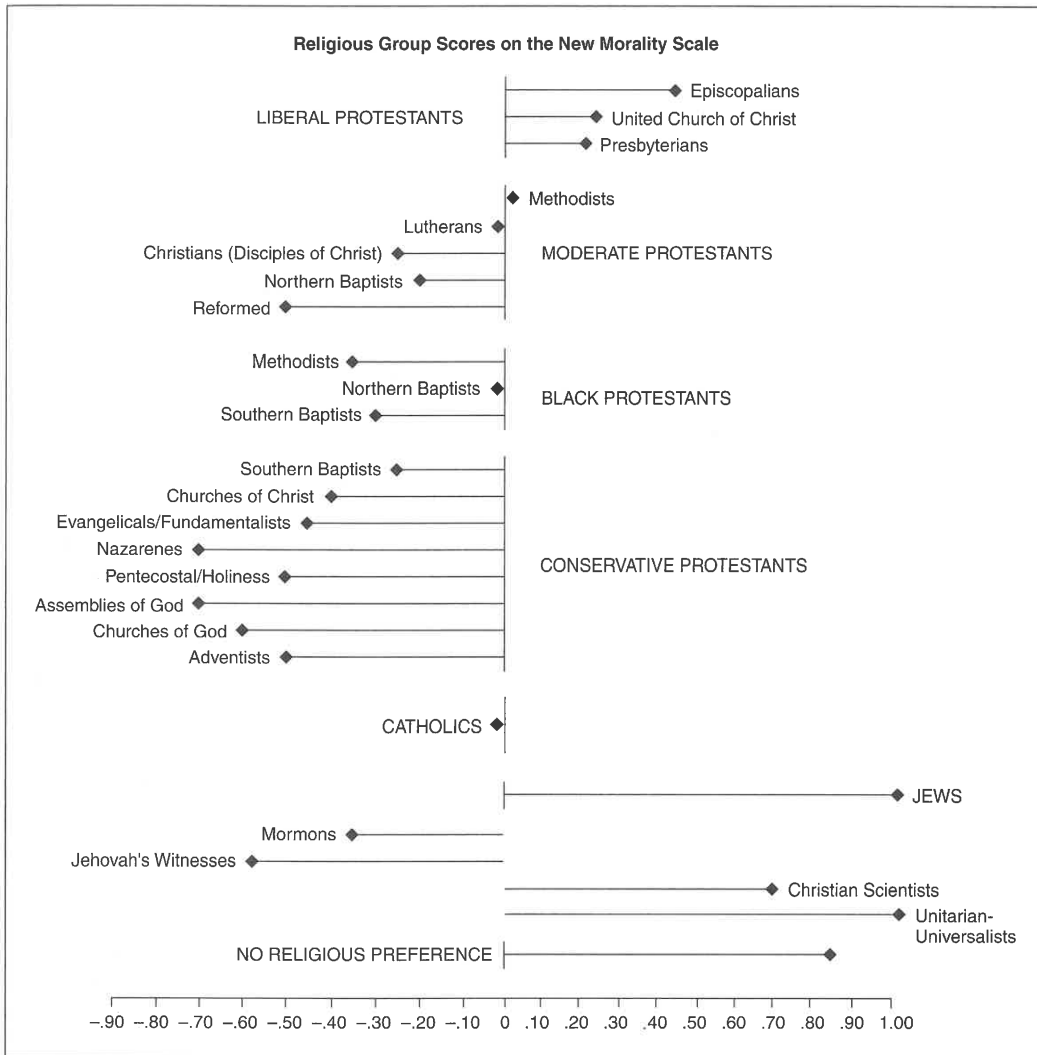 Religious Group Scores on the New Morality Scale
Episcopalians
LIBERAL PROTESTANTS
United Church of Christ
Presbyterians
Methodists
Lutherans
Christians (Disciples of Christ)
MODERATE PROTESTANTS
Northern Baptists
Reformed
Methodists
Northern Baptists
BLACK PROTESTANTS
Southern Baptists
Southern Baptists
Churches of Christ
Evangelicals/Fundamentalists
Nazarenes
CONSERVATIVE PROTESTANTS
Pentecostal/Holiness
Assemblies of God
Churches of God
Adventists
CATHOLICS
JEWS
Mormons
Jehovah's Witnesses
Christian Scientists
Unitarian-
Universalists
NO RELIGIOUS PREFERENCE
–.90 –.80 –.70 –.60 –.50 –.40 –.30 –.20 –.10 0 .10 .20 .30 .40 .50 .60 .70 .80 .90 1.00